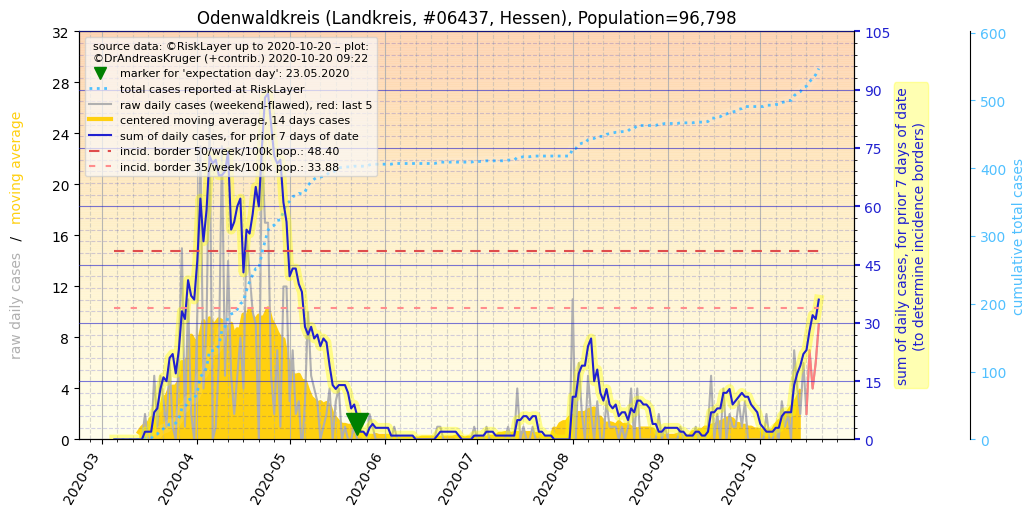 Odenwaldkreis (Landkreis, #06437, Hessen), Population=96,798
source data: ©RiskLayer up to 2020-10-20 – plot:
©DrAndreasKruger (+contrib.) 2020-10-20 09:22
marker for 'expectation day': 23.05.2020
total cases reported at RiskLayer
raw daily cases (weekend-flawed), red: last 5
centered moving average, 14 days cases
sum of daily cases, for prior 7 days of date
incid. border 50/week/100k pop.: 48.40
incid. border 35/week/100k pop.: 33.88
raw daily cases / moving average
32
28
24
20
16
12
8
4
0
105
90
75
60
45
30
15
0
sum of daily cases, for prior 7 days of date
(to determine incidence borders)
600
500
400
300
200
100
0
cumulative total cases
2020-03
2020-04
2020-05
2020-06
2020-07
2020-08
2020-09
2020-10